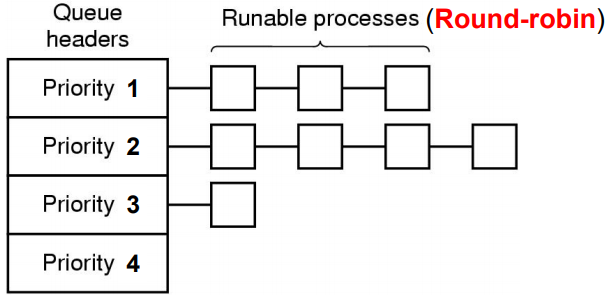 Queue
headers
Runable processes (Round-robin)
Priority 1
Priority 2
Priority 3
Priority 4